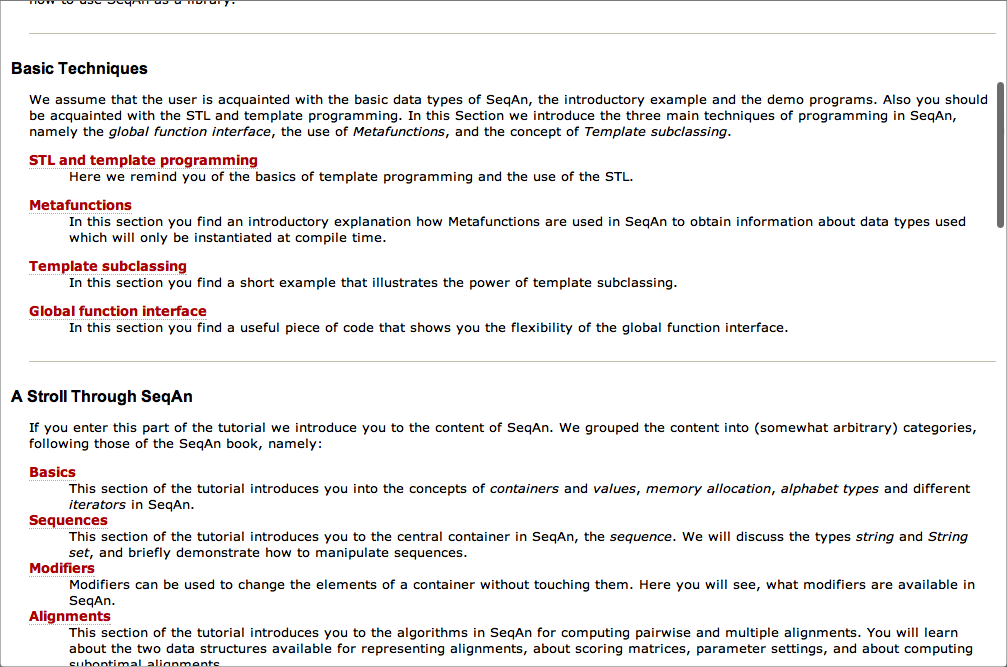 how to use SeqAn as a library.
Basic Techniques
We assume that the user is acquainted with the basic data types of SeqAn, the introductory example and the demo programs. Also you should
be acquainted with the STL and template programming. In this Section we introduce the three main techniques of programming in SeqAn,
namely the global function interface, the use of Metafunctions, and the concept of Template subclassing.
STL and template programming
Here we remind you of the basics of template programming and the use of the STL.
Metafunctions
In this section you find an introductory explanation how Metafunctions are used in SeqAn to obtain information about data types used
which will only be instantiated at compile time.
Template subclassing
In this section you find a short example that illustrates the power of template subclassing.
Global function interface
In this section you find a useful piece of code that shows you the flexibility of the global function interface.
A Stroll Through SeqAn
If you enter this part of the tutorial we introduce you to the content of SeqAn. We grouped the content into (somewhat arbitrary) categories,
following those of the SeqAn book, namely:
Basics
This section of the tutorial introduces you into the concepts of containers and values, memory allocation, alphabet types and different
iterators in SeqAn.
Sequences
This section of the tutorial introduces you to the central container in SeqAn, the sequence. We will discuss the types string and String
set, and briefly demonstrate how to manipulate sequences.
Modifiers
Modifiers can be used to change the elements of a container without touching them. Here you will see, what modifiers are available in
SeqAn.
Alignments
This section of the tutorial introduces you to the algorithms in SeqAn for computing pairwise and multiple alignments. You will learn
about the two data structures available for representing alignments, about scoring matrices, parameter settings, and about computing
suboptimal alignments.